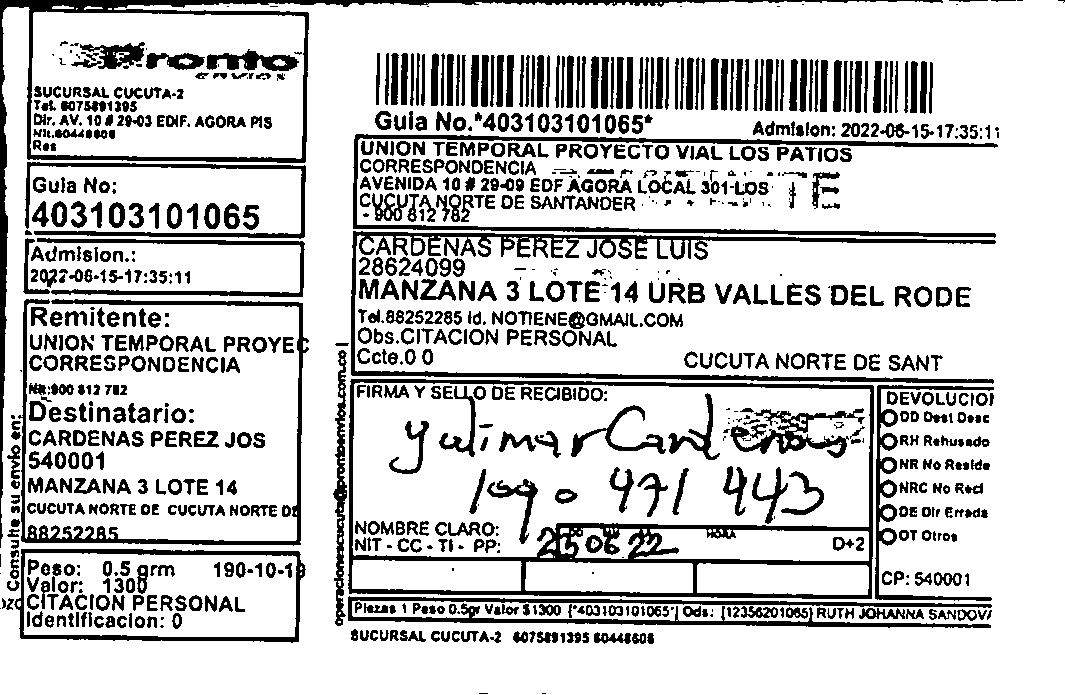 Pronto
ENVIOS
SUCURSAL CUCUTA-2
Tel. 6075891395
Dir. AV. 10 # 29-03 EDIF. AGORA PIS
Nit.60448606
Res
Guia No:
403103101065
Admision.:
2022-06-15-17:35:11
Remitente:
UNION TEMPORAL PROYEC
CORRESPONDENCIA
Nit:900 812 782
Destinatario:
CARDENAS PEREZ JOS
540001
MANZANA 3 LOTE 14
CUCUTA NORTE DE CUCUTA NORTE DE
88252285
Peso: 0.5 grm 190-10-19
Valor: 1300
CITACION PERSONAL
Identificacion: 0
Consulte su envio en:
operacionescucuta@prontoenvios.com.co
Guia No.*403103101065*
Admision: 2022-06-15-17:35:11
UNION TEMPORAL PROYECTO VIAL LOS PATIOS
CORRESPONDENCIA
AVENIDA 10 # 29-09 EDF AGORA LOCAL 301-LOS
CUCUTA NORTE DE SANTANDER
- 900 812 782
CARDENAS PEREZ JOSE LUIS
28624099
MANZANA 3 LOTE 14 URB VALLES DEL RODE
Tel.88252285 id. NOTIENE@GMAIL.COM
Obs.CITACION PERSONAL
Ccte.0 0 CUCUTA NORTE DE SANT
FIRMA Y SELLO DE RECIBIDO:
Yulimar Cardenas
1090 471 443
NOMBRE CLARO:
NIT - CC - TI - PP:
25 06 22
HORA
D+2
DEVOLUCION
DD Dest Desc
RH Rehusado
NR No Reside
NRC No Recl
DE Dir Errada
OT Otros
CP: 540001
Piezas 1 Peso 0.5gr Valor $1300 [*403103101065*] Ods: [12356201065] RUTH JOHANNA SANDOVA
SUCURSAL CUCUTA-2 6075891395 60448606